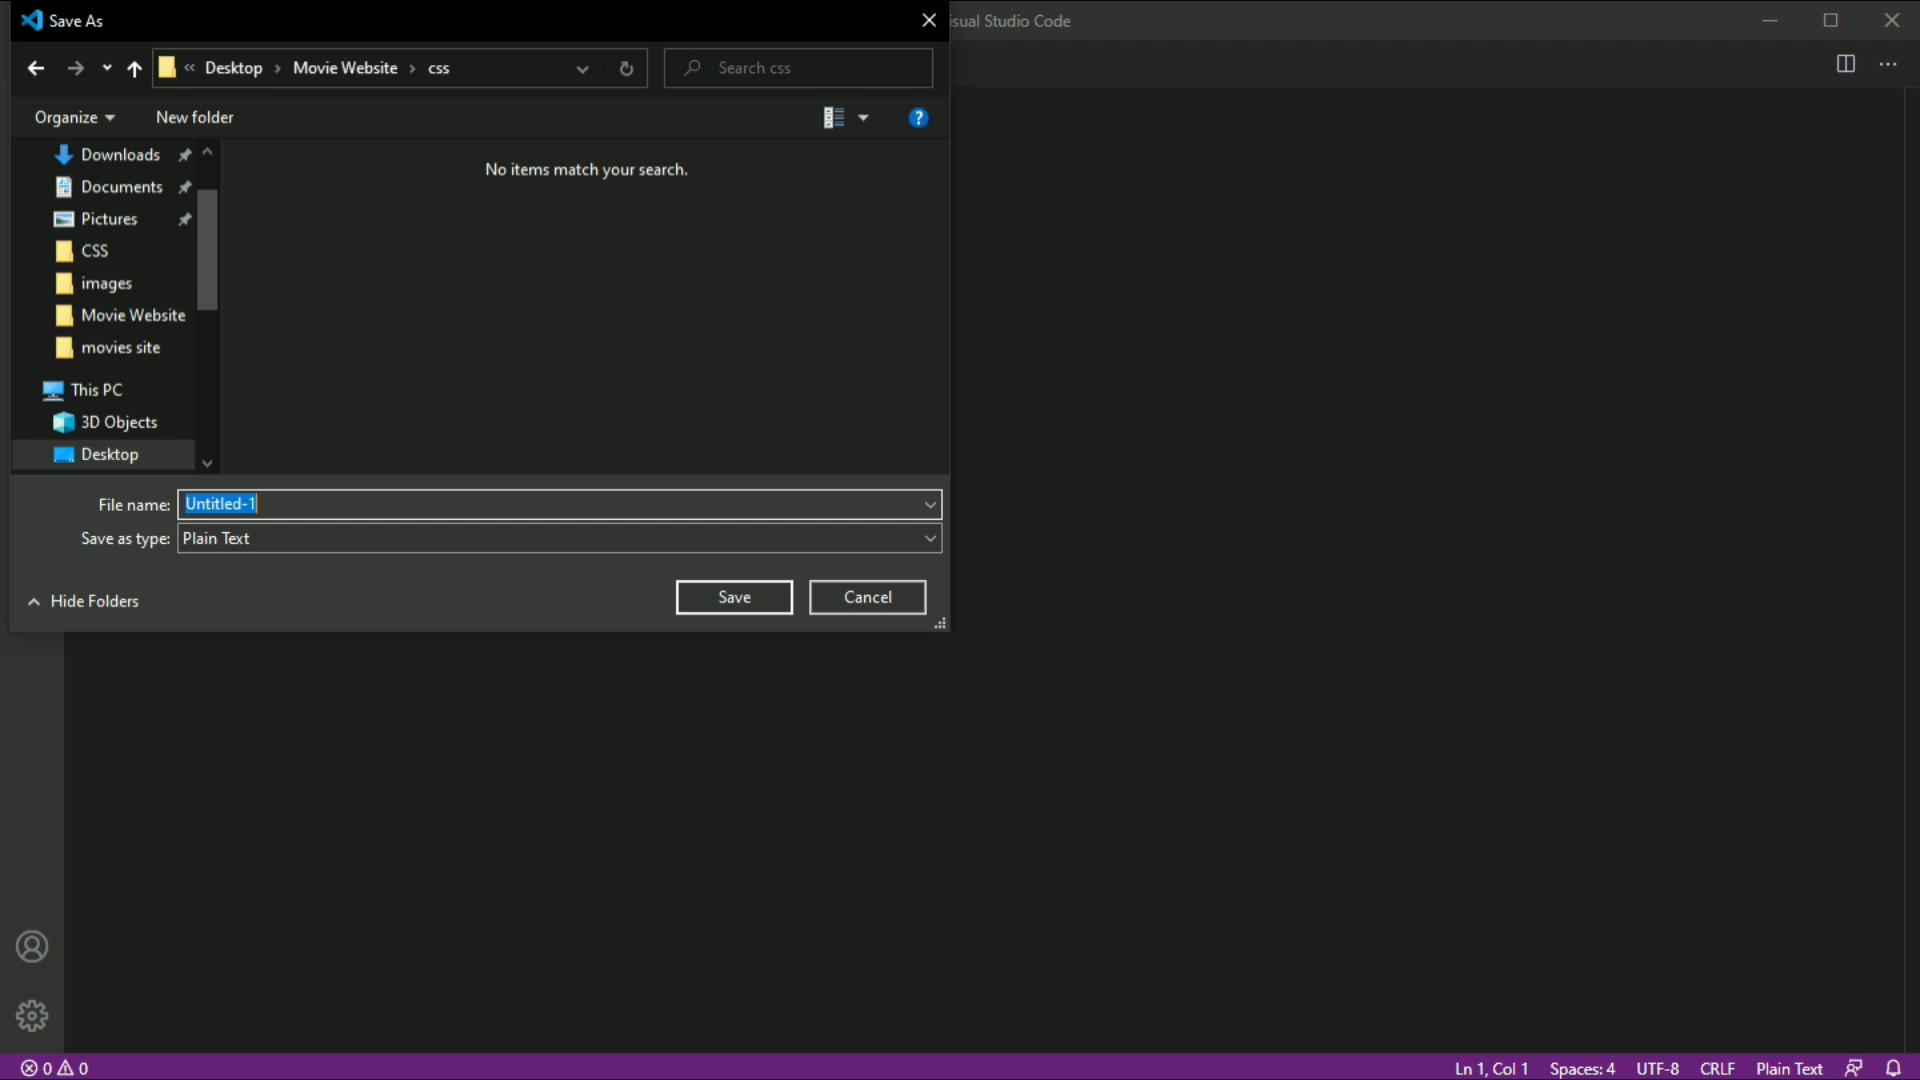 Save As
isual Studio Code
« Desktop › Movie Website › css
Search css
Organize
New folder
?
Downloads
Documents
Pictures
CSS
images
Movie Website
movies site
This PC
3D Objects
Desktop
No items match your search.
File name: Untitled-1
Save as type: Plain Text
Hide Folders
Save
Cancel
0 0
Ln 1, Col 1 Spaces: 4 UTF-8 CRLF Plain Text